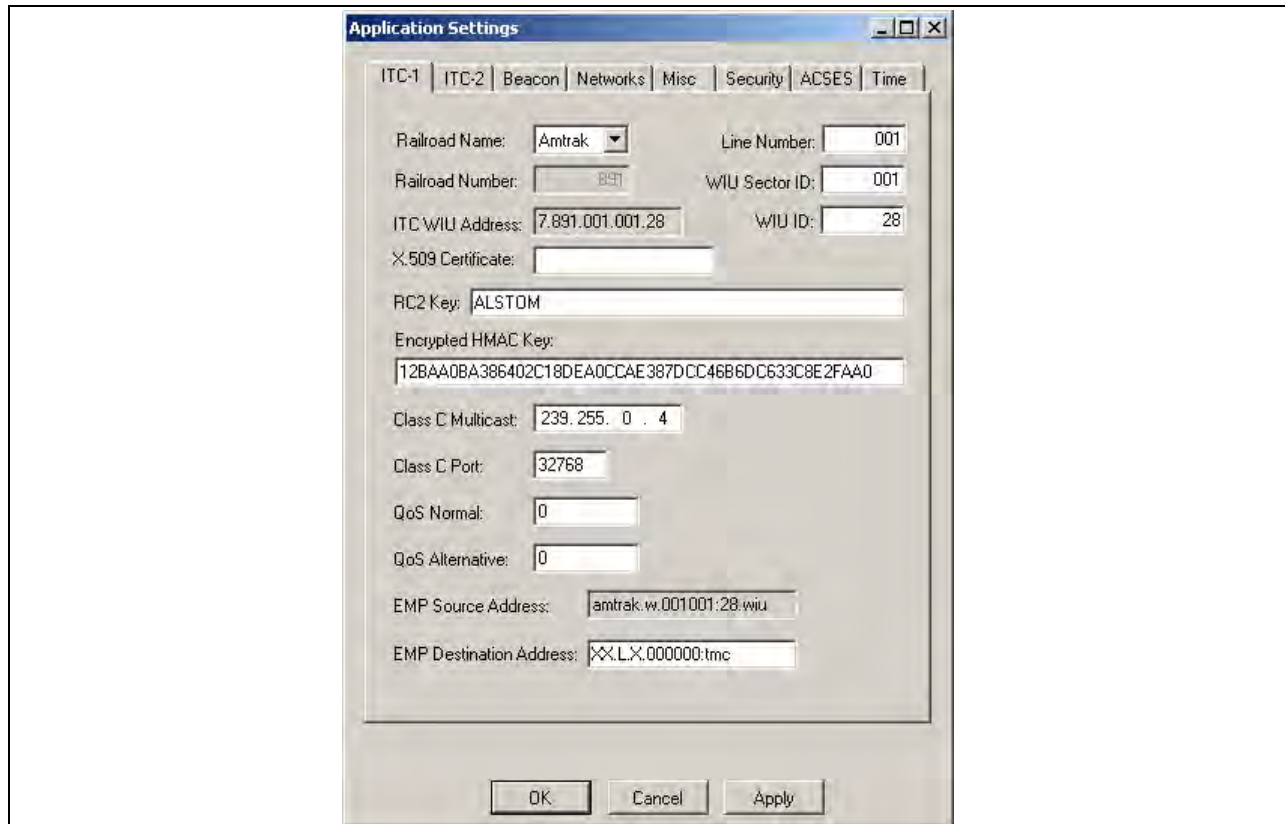 Application Settings
ITC-1 ITC-2 Beacon Networks Misc Security ACSES Time
Railroad Name: Amtrak Line Number: 001
Railroad Number: 891 WIU Sector ID: 001
ITC WIU Address: 7.891.001.001.28 WIU ID: 28
X.509 Certificate:
RC2 Key: ALSTOM
Encrypted HMAC Key:
12BAA0BA386402C18DEA0CCAE387DCC46B6DC633C8E2FAA0
Class C Multicast: 239.255. 0 . 4
Class C Port: 32768
QoS Normal: 0
QoS Alternative: 0
EMP Source Address: amtrak.w.001001:28.wiu
EMP Destination Address: XX.L.X.000000:tmc
OK Cancel Apply